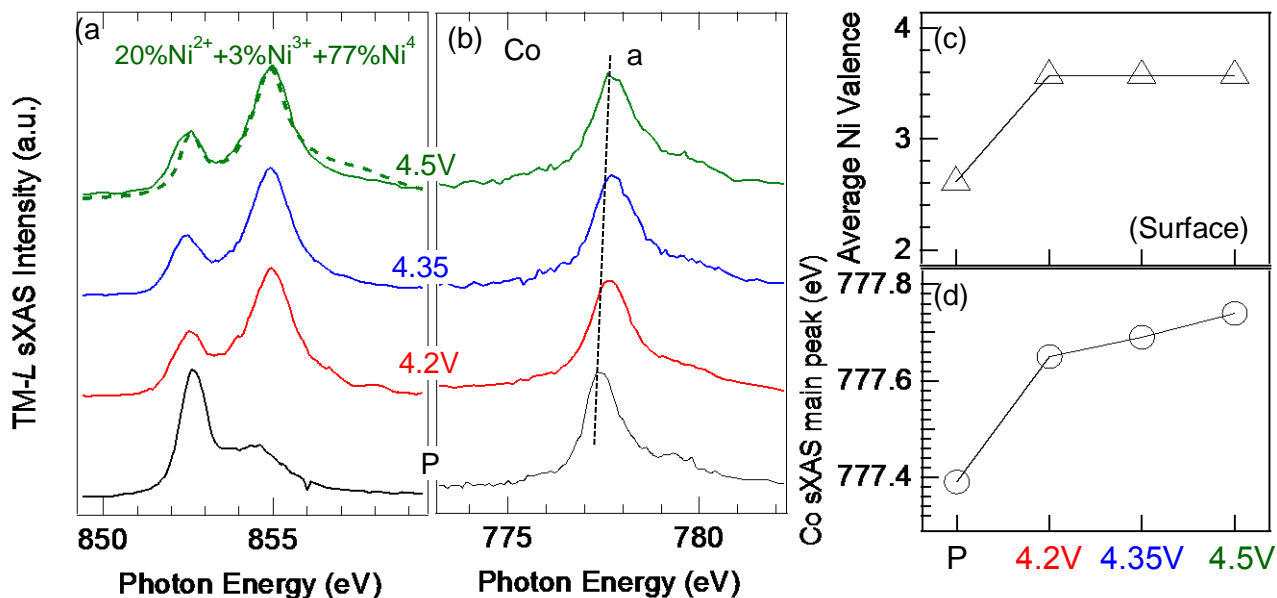 (a
20%Ni²⁺+3%Ni³⁺+77%Ni⁴
4.5V
4.35
4.2V
P
TM-L sXAS Intensity (a.u.)
850
855
Photon Energy (eV)
(b)
Co
a
775
780
Photon Energy (eV)
(c)
4
3
2
Average Ni Valence
(Surface)
(d)
777.8
777.6
777.4
Co sXAS main peak (eV)
P
4.2V
4.35V
4.5V